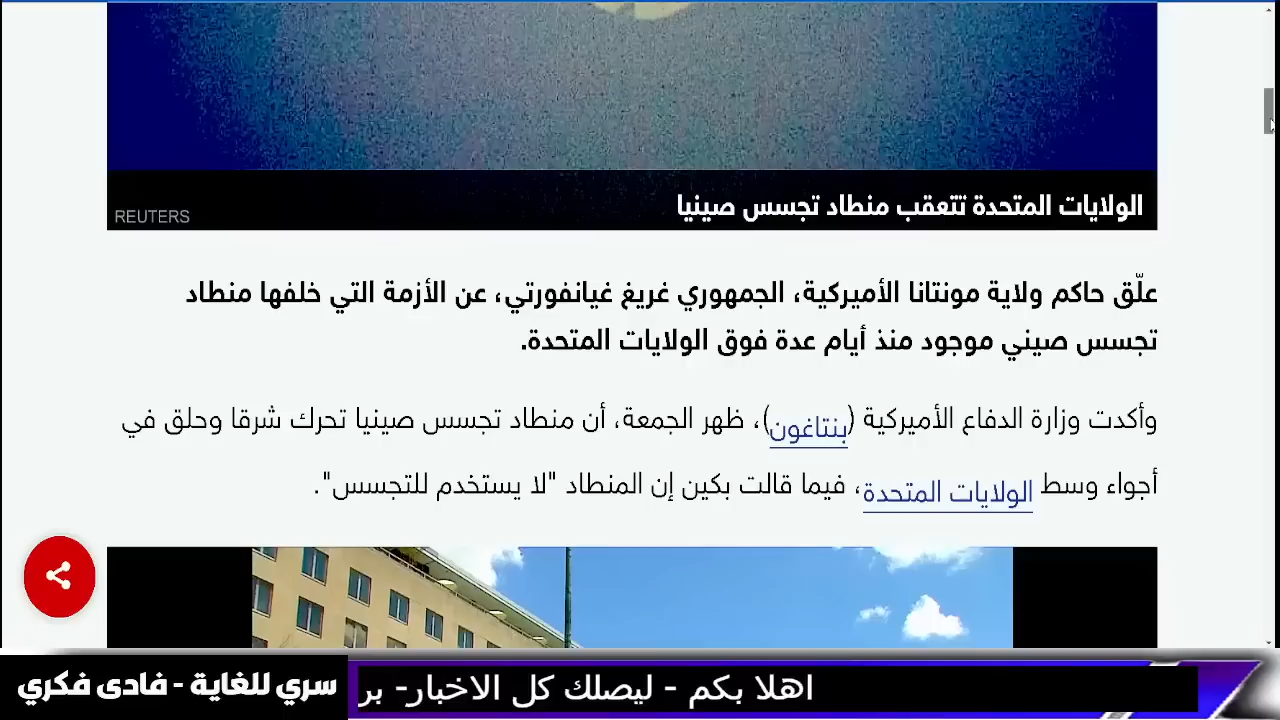 الولايات المتحدة تتعقب منطاد تجسس صينيا
REUTERS
علّق حاكم ولاية مونتانا الأميركية، الجمهوري غريغ غيانفورتي، عن الأزمة التي خلفها منطاد
تجسس صيني موجود منذ أيام عدة فوق الولايات المتحدة.
وأكدت وزارة الدفاع الأميركية (بنتاغون)، ظهر الجمعة، أن منطاد تجسس صينيا تحرك شرقا وحلق في
أجواء وسط الولايات المتحدة، فيما قالت بكين إن المنطاد "لا يستخدم للتجسس".
اهلا بكم - ليصلك كل الاخبار- بر
سري للغاية - فادى فكري